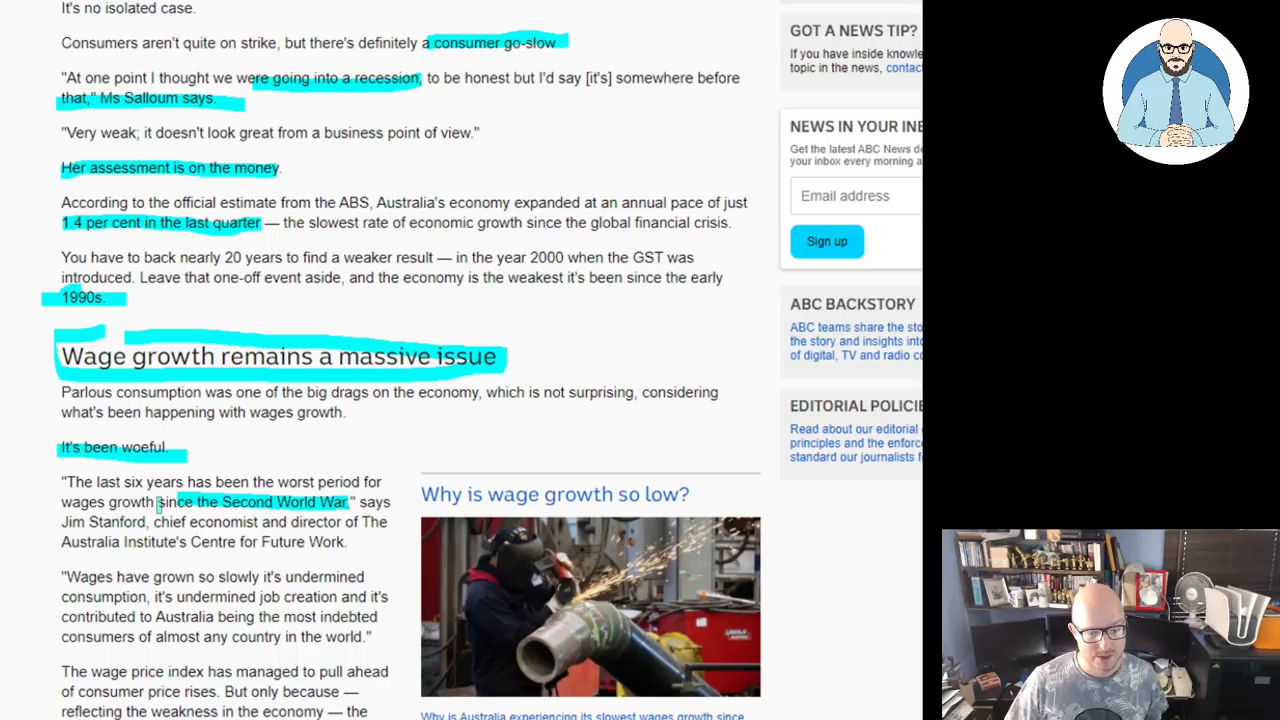 It's no isolated case.
Consumers aren't quite on strike, but there's definitely a consumer go-slow
"At one point I thought we were going into a recession, to be honest but I'd say [it's] somewhere before
that," Ms Salloum says.
"Very weak; it doesn't look great from a business point of view."
Her assessment is on the money.
According to the official estimate from the ABS, Australia's economy expanded at an annual pace of just
1.4 per cent in the last quarter — the slowest rate of economic growth since the global financial crisis.
You have to back nearly 20 years to find a weaker result — in the year 2000 when the GST was
introduced. Leave that one-off event aside, and the economy is the weakest it's been since the early
1990s.
Wage growth remains a massive issue
Parlous consumption was one of the big drags on the economy, which is not surprising, considering
what's been happening with wages growth.
It's been woeful.
"The last six years has been the worst period for
wages growth since the Second World War," says
Jim Stanford, chief economist and director of The
Australia Institute's Centre for Future Work.
"Wages have grown so slowly it's undermined
consumption, it's undermined job creation and it's
contributed to Australia being the most indebted
consumers of almost any country in the world."
The wage price index has managed to pull ahead
of consumer price rises. But only because —
reflecting the weakness in the economy — the
Why is wage growth so low?
Why is Australia experiencing its slowest wages growth since
GOT A NEWS TIP?
If you have inside knowle
topic in the news, contac
NEWS IN YOUR INB
Get the latest ABC News de
your inbox every morning a
Email address
Sign up
ABC BACKSTORY
ABC teams share the sto
the story and insights into
of digital, TV and radio co
EDITORIAL POLICIE
Read about our editorial
principles and the enforce
standard our journalists f